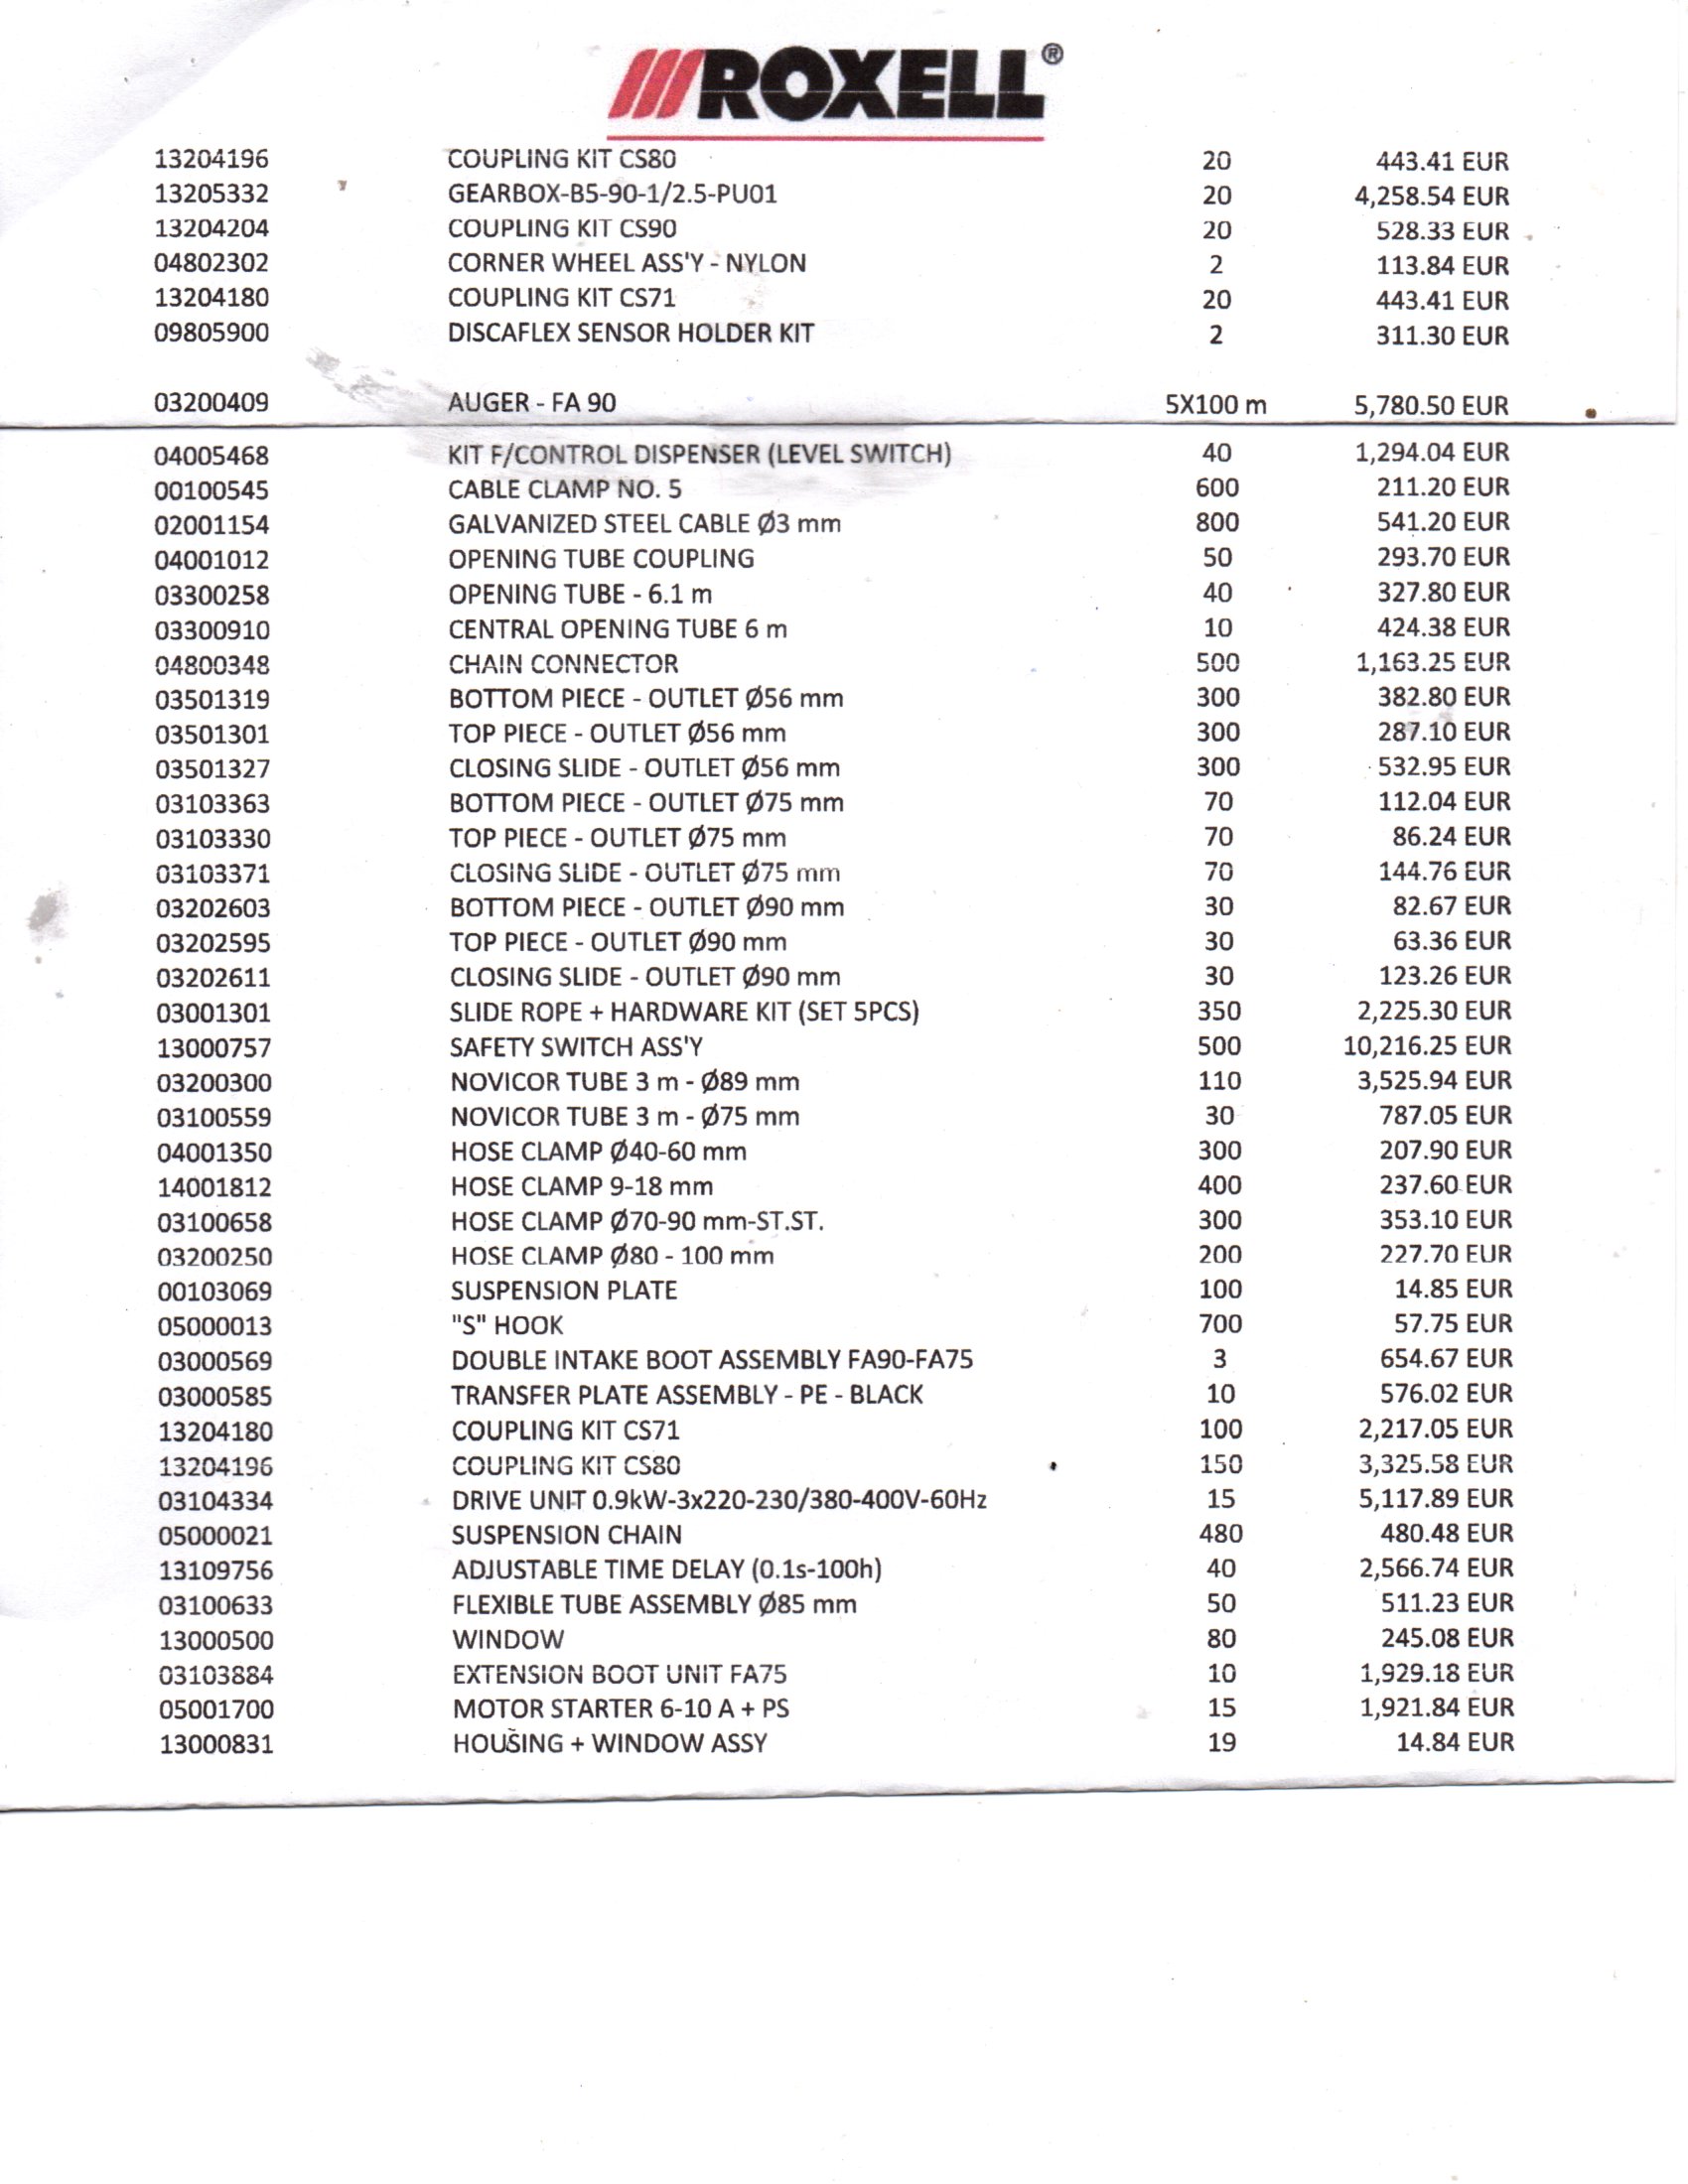 ROXELL®
13204196 COUPLING KIT CS80 20 443.41 EUR
13205332 GEARBOX-B5-90-1/2.5-PU01 20 4,258.54 EUR
13204204 COUPLING KIT CS90 20 528.33 EUR
04802302 CORNER WHEEL ASS'Y - NYLON 2 113.84 EUR
13204180 COUPLING KIT CS71 20 443.41 EUR
09805900 DISCAFLEX SENSOR HOLDER KIT 2 311.30 EUR
03200409 AUGER - FA 90 5X100 m 5,780.50 EUR
04005468 KIT F/CONTROL DISPENSER (LEVEL SWITCH) 40 1,294.04 EUR
00100545 CABLE CLAMP NO. 5 600 211.20 EUR
02001154 GALVANIZED STEEL CABLE Ø3 mm 800 541.20 EUR
04001012 OPENING TUBE COUPLING 50 293.70 EUR
03300258 OPENING TUBE - 6.1 m 40 327.80 EUR
03300910 CENTRAL OPENING TUBE 6 m 10 424.38 EUR
04800348 CHAIN CONNECTOR 500 1,163.25 EUR
03501319 BOTTOM PIECE - OUTLET Ø56 mm 300 382.80 EUR
03501301 TOP PIECE - OUTLET Ø56 mm 300 287.10 EUR
03501327 CLOSING SLIDE - OUTLET Ø56 mm 300 532.95 EUR
03103363 BOTTOM PIECE - OUTLET Ø75 mm 70 112.04 EUR
03103330 TOP PIECE - OUTLET Ø75 mm 70 86.24 EUR
03103371 CLOSING SLIDE - OUTLET Ø75 mm 70 144.76 EUR
03202603 BOTTOM PIECE - OUTLET Ø90 mm 30 82.67 EUR
03202595 TOP PIECE - OUTLET Ø90 mm 30 63.36 EUR
03202611 CLOSING SLIDE - OUTLET Ø90 mm 30 123.26 EUR
03001301 SLIDE ROPE + HARDWARE KIT (SET 5PCS) 350 2,225.30 EUR
13000757 SAFETY SWITCH ASS'Y 500 10,216.25 EUR
03200300 NOVICOR TUBE 3 m - Ø89 mm 110 3,525.94 EUR
03100559 NOVICOR TUBE 3 m - Ø75 mm 30 787.05 EUR
04001350 HOSE CLAMP Ø40-60 mm 300 207.90 EUR
14001812 HOSE CLAMP 9-18 mm 400 237.60 EUR
03100658 HOSE CLAMP Ø70-90 mm-ST.ST. 300 353.10 EUR
03200250 HOSE CLAMP Ø80 - 100 mm 200 227.70 EUR
00103069 SUSPENSION PLATE 100 14.85 EUR
05000013 "S" HOOK 700 57.75 EUR
03000569 DOUBLE INTAKE BOOT ASSEMBLY FA90-FA75 3 654.67 EUR
03000585 TRANSFER PLATE ASSEMBLY - PE - BLACK 10 576.02 EUR
13204180 COUPLING KIT CS71 100 2,217.05 EUR
13204196 COUPLING KIT CS80 150 3,325.58 EUR
03104334 DRIVE UNIT 0.9kW-3x220-230/380-400V-60Hz 15 5,117.89 EUR
05000021 SUSPENSION CHAIN 480 480.48 EUR
13109756 ADJUSTABLE TIME DELAY (0.1s-100h) 40 2,566.74 EUR
03100633 FLEXIBLE TUBE ASSEMBLY Ø85 mm 50 511.23 EUR
13000500 WINDOW 80 245.08 EUR
03103884 EXTENSION BOOT UNIT FA75 10 1,929.18 EUR
05001700 MOTOR STARTER 6-10 A + PS 15 1,921.84 EUR
13000831 HOUSING + WINDOW ASSY 19 14.84 EUR